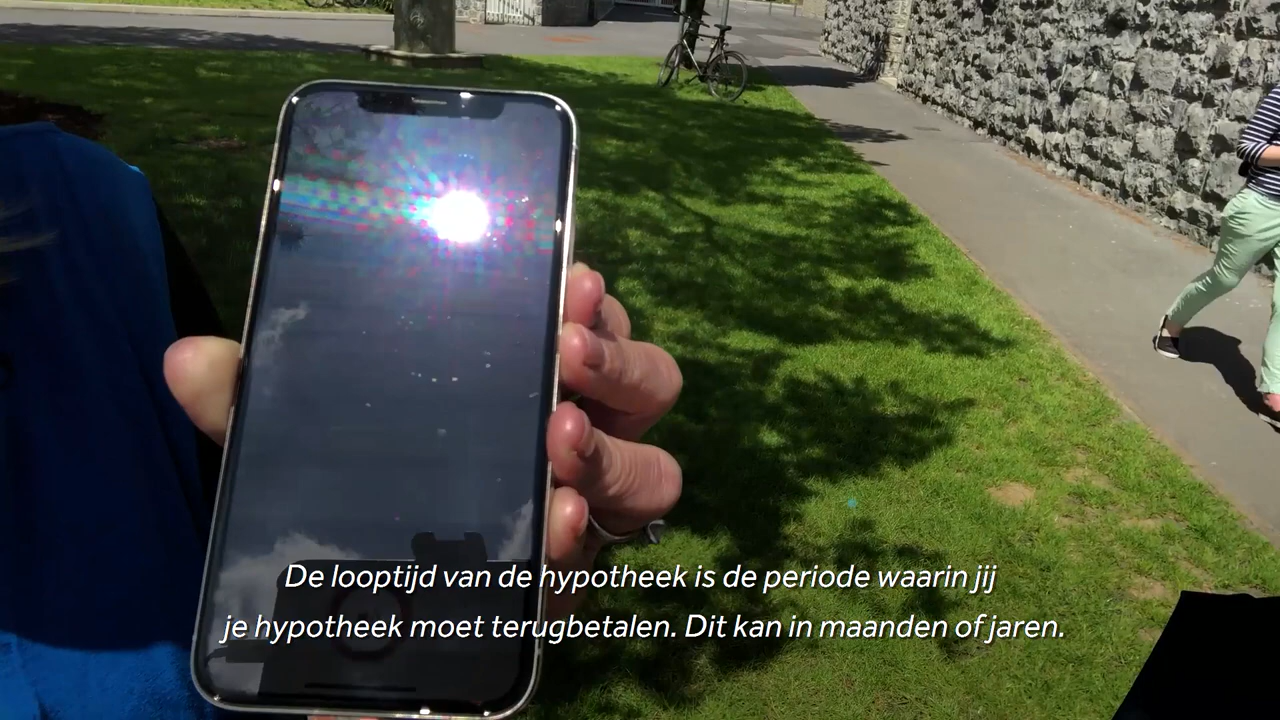 De looptijd van de hypotheek is de periode waarin jij
je hypotheek moet terugbetalen. Dit kan in maanden of jaren.